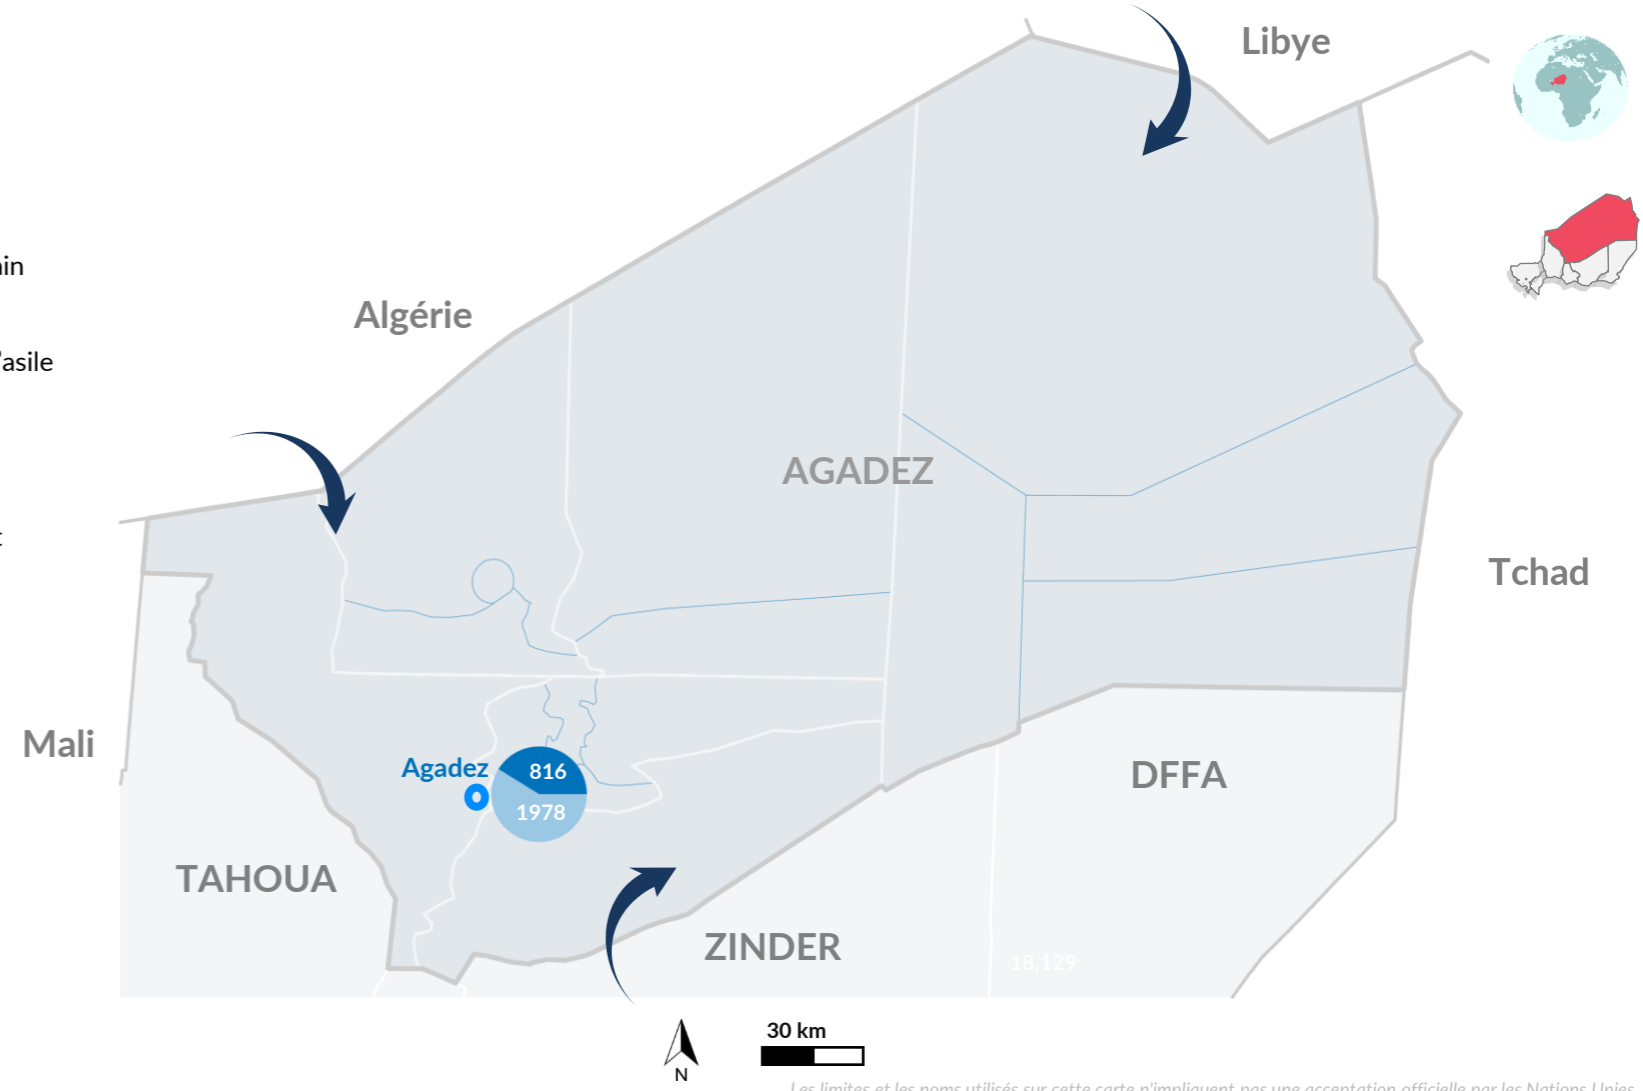 Libye
ain
Algérie
'asile
AGADEZ
Tchad
Mali
Agadez
816
1978
DFFA
TAHOUA
ZINDER
18,129
30 km
N
Les limites et les noms utilisés sur cette carte n'impliquent pas une acceptation officielle par les Nations Unies